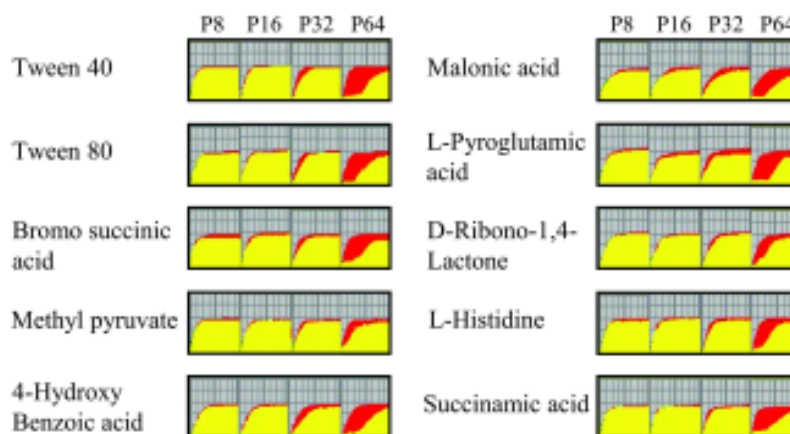 P8 P16 P32 P64
P8 P16 P32 P64
Tween 40
Malonic acid
Tween 80
L-Pyroglutamic
acid
Bromo succinic
acid
D-Ribono-1,4-
Lactone
Methyl pyruvate
L-Histidine
4-Hydroxy
Benzoic acid
Succinamic acid